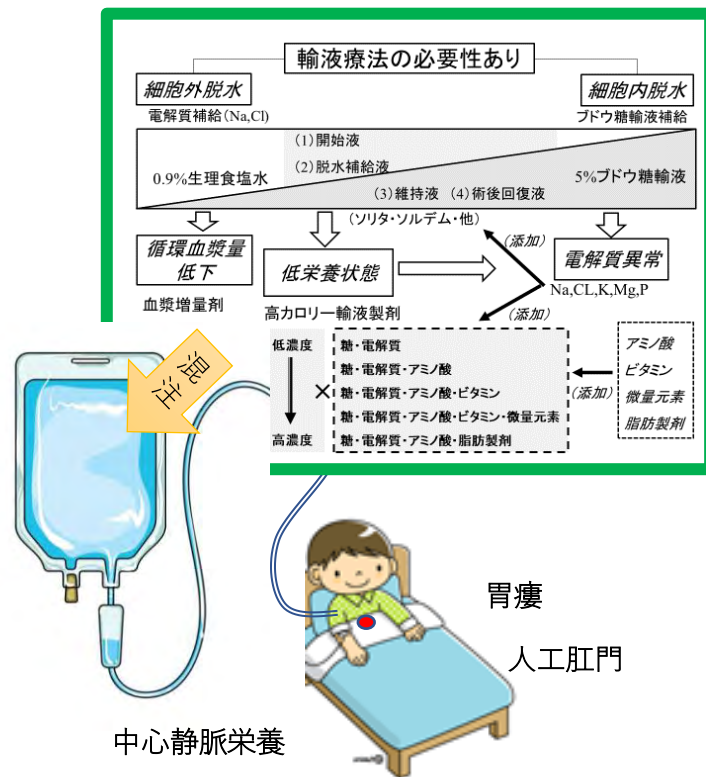 輸液療法の必要性あり
細胞外脱水
細胞内脱水
電解質補給(Na,Cl)
ブドウ糖輸液補給
(1)開始液
(2)脱水補給液
0.9%生理食塩水
5%ブドウ糖輸液
(3)維持液 (4)術後回復液
(ソリタ・ソルデム・他)
(添加)
循環血漿量
低下
低栄養状態
電解質異常
Na,CL,K,Mg,P
血漿増量剤
高カロリー輸液製剤
(添加)
低濃度
高濃度
×
糖・電解質
糖・電解質・アミノ酸
糖・電解質・アミノ酸・ビタミン
糖・電解質・アミノ酸・ビタミン・微量元素
糖・電解質・アミノ酸・脂肪製剤
(添加)
アミノ酸
ビタミン
微量元素
脂肪製剤
混注
胃瘻
人工肛門
中心静脈栄養